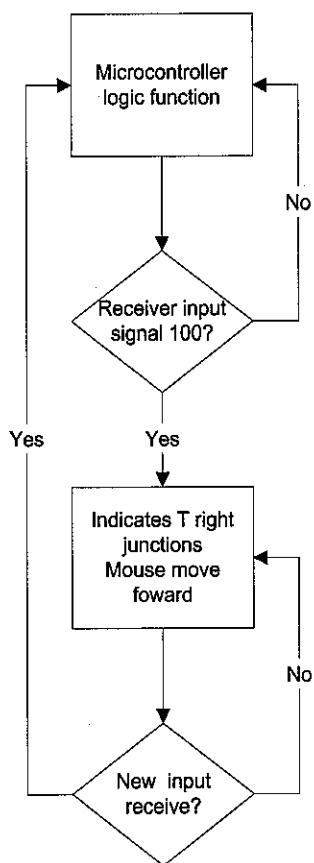 Microcontroller
logic function
No
Receiver input
signal 100?
Yes
Yes
Indicates T right
junctions
Mouse move
foward
No
New input
receive?